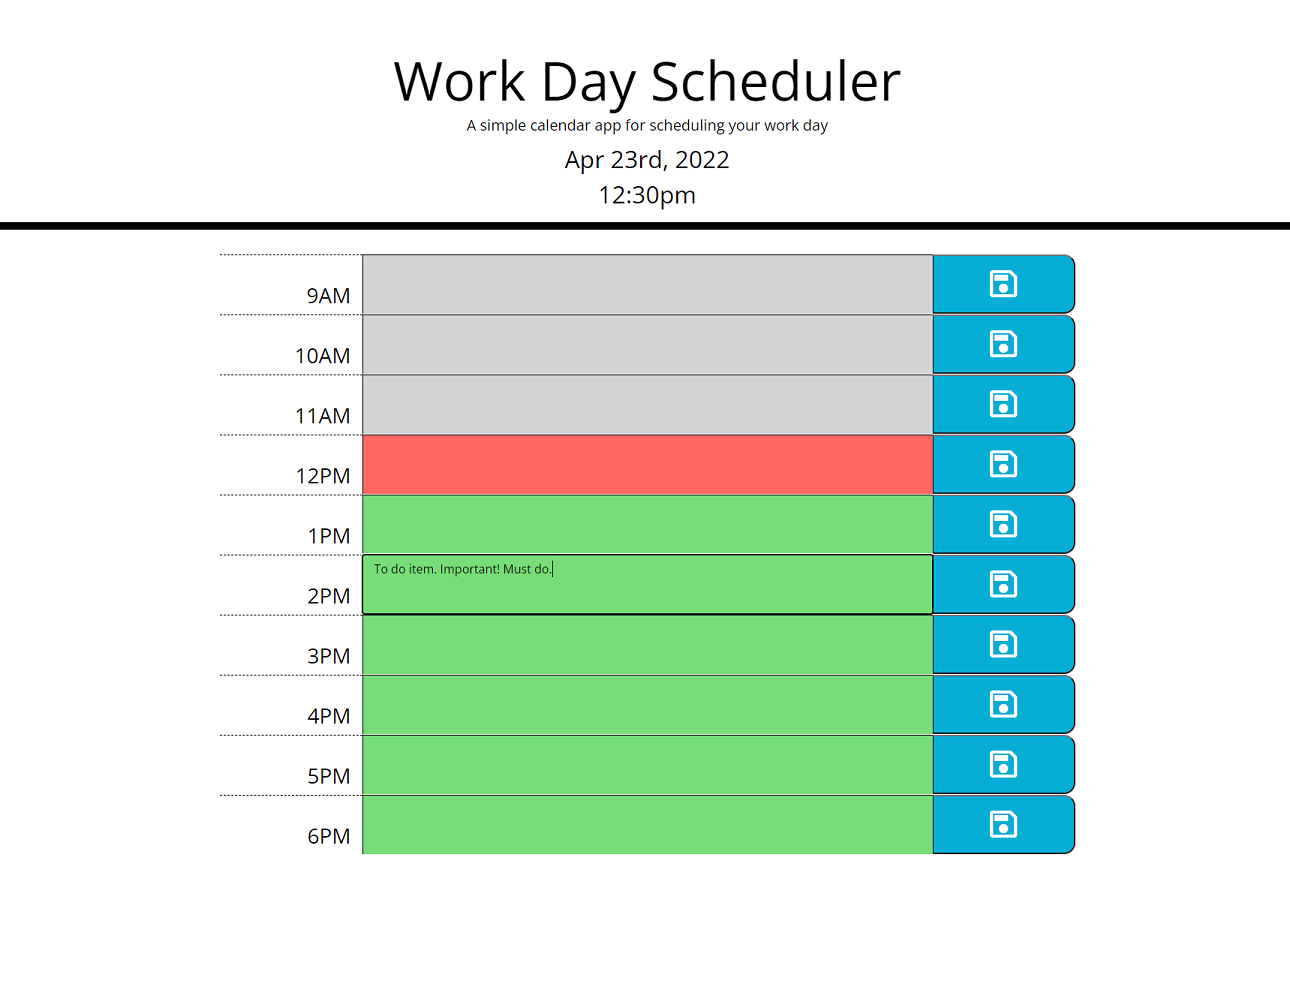 Work Day Scheduler
A simple calendar app for scheduling your work day
Apr 23rd, 2022
12:30pm
9AM
10AM
11AM
12PM
1PM
To do item. Important! Must do.
2PM
3PM
4PM
5PM
6PM